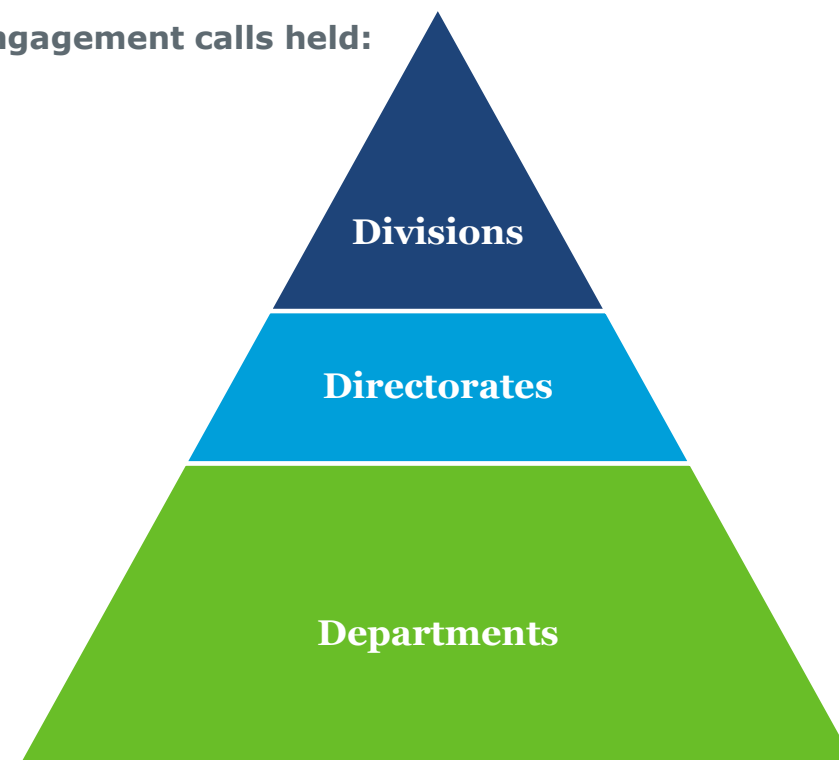 ngagement calls held:
Divisions
Directorates
Departments